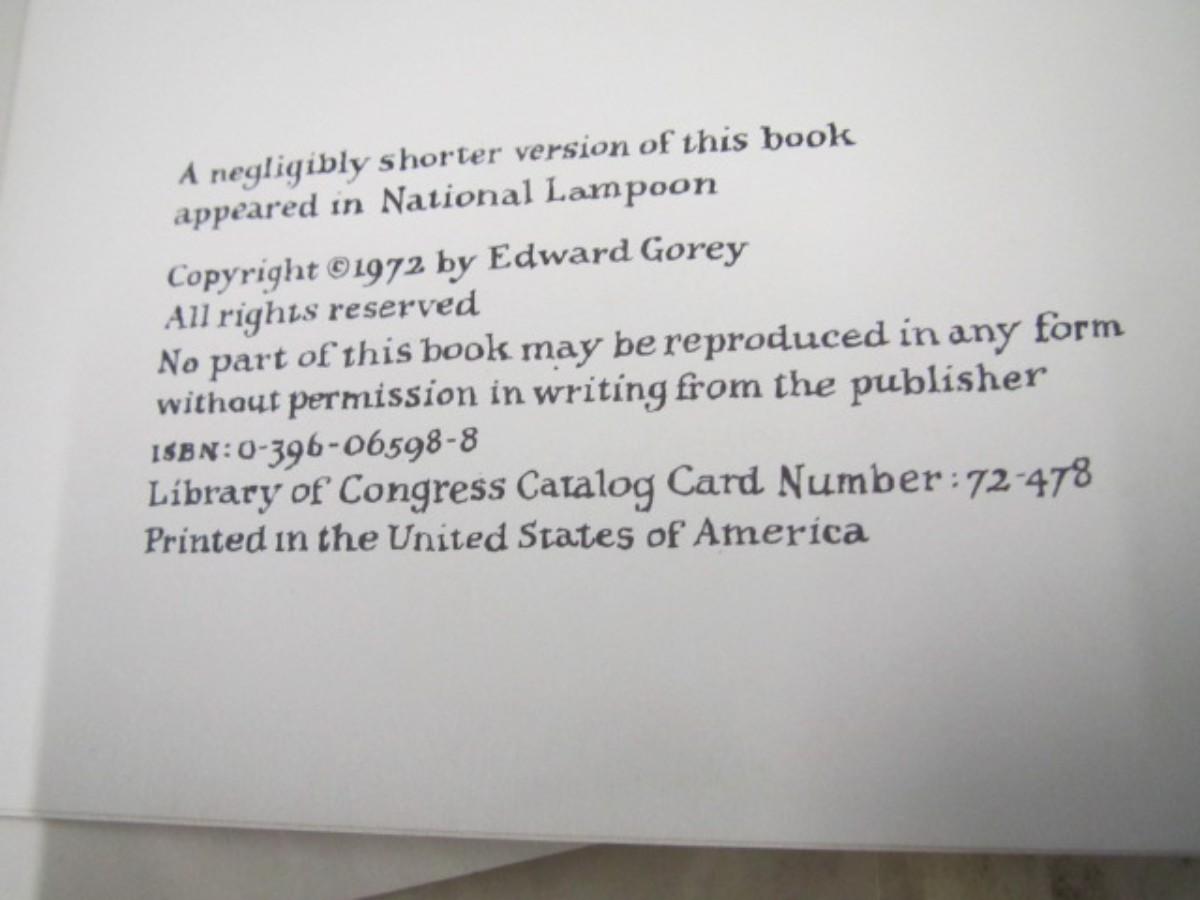 A negligibly shorter version of this book
appeared in National Lampoon
Copyright ©1972 by Edward Gorey
All rights reserved
No part of this book may be reproduced in any form
without permission in writing from the publisher
ISBN: 0-396-06598-8
Library of Congress Catalog Card Number: 72-478
Printed in the United States of America